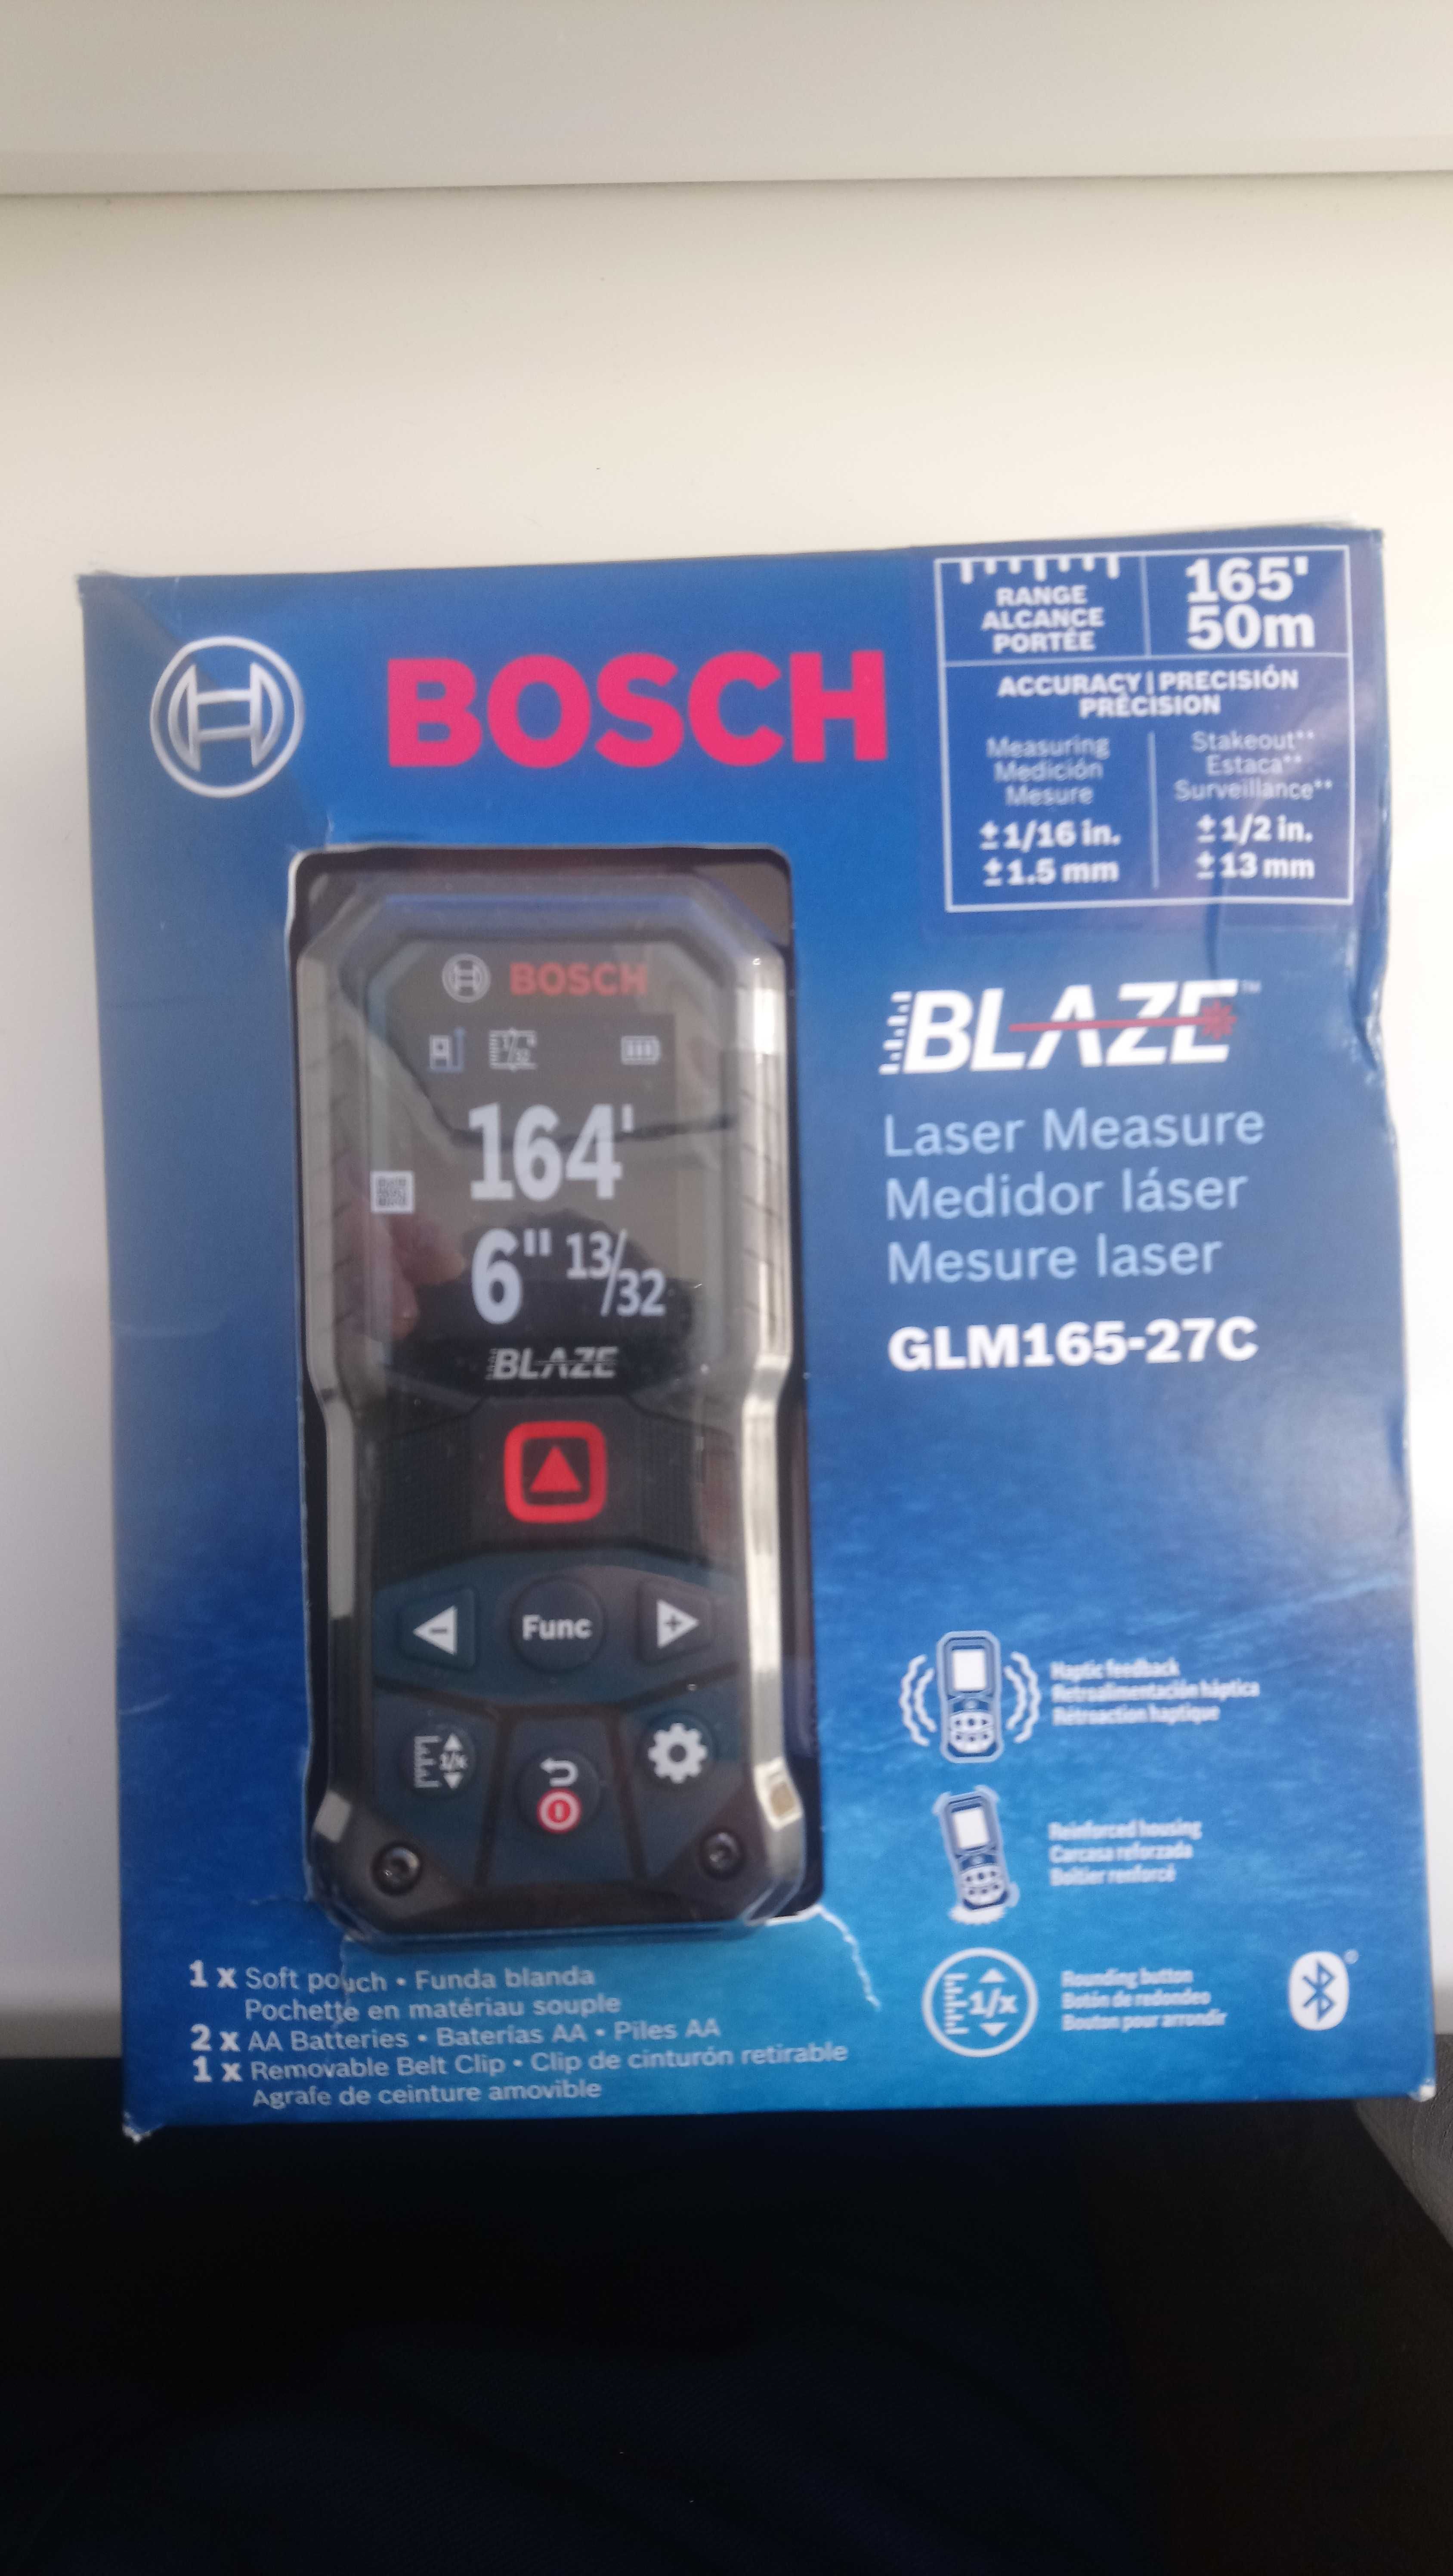 BOSCH
RANGE
ALCANCE
PORTÉE
165'
50m
ACCURACY | PRECISIÓN
PRÉCISION
Measuring
Medición
Mesure
±1/16 in.
±1.5 mm
Stakeout**
Estaca**
Surveillance**
±1/2 in.
±13 mm
BOSCH
1/32
164'
6" 13/32
BLAZE
Func
- +
1/x
BLAZE™
Laser Measure
Medidor láser
Mesure laser
GLM165-27C
Haptic feedback
Retroalimentación háptica
Rétroaction haptique
Reinforced housing
Carcasa reforzada
Boîtier renforcé
1/x
Rounding button
Botón de redondeo
Bouton pour arrondir
1 x Soft pouch • Funda blanda
Pochette en matériau souple
2 x AA Batteries • Baterías AA • Piles AA
1 x Removable Belt Clip • Clip de cinturón retirable
Agrafe de ceinture amovible